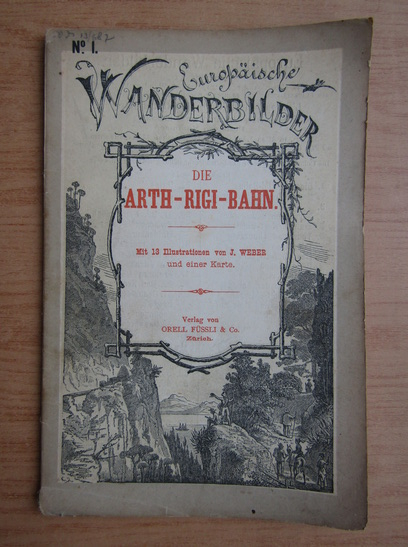 No. 1.
Europäische
WANDERBILDER
DIE
ARTH-RIGI-BAHN.
Mit 13 Illustrationen von J. WEBER
und einer Karte.
Verlag von
ORELL FÜSSLI & Co.
Zürich.